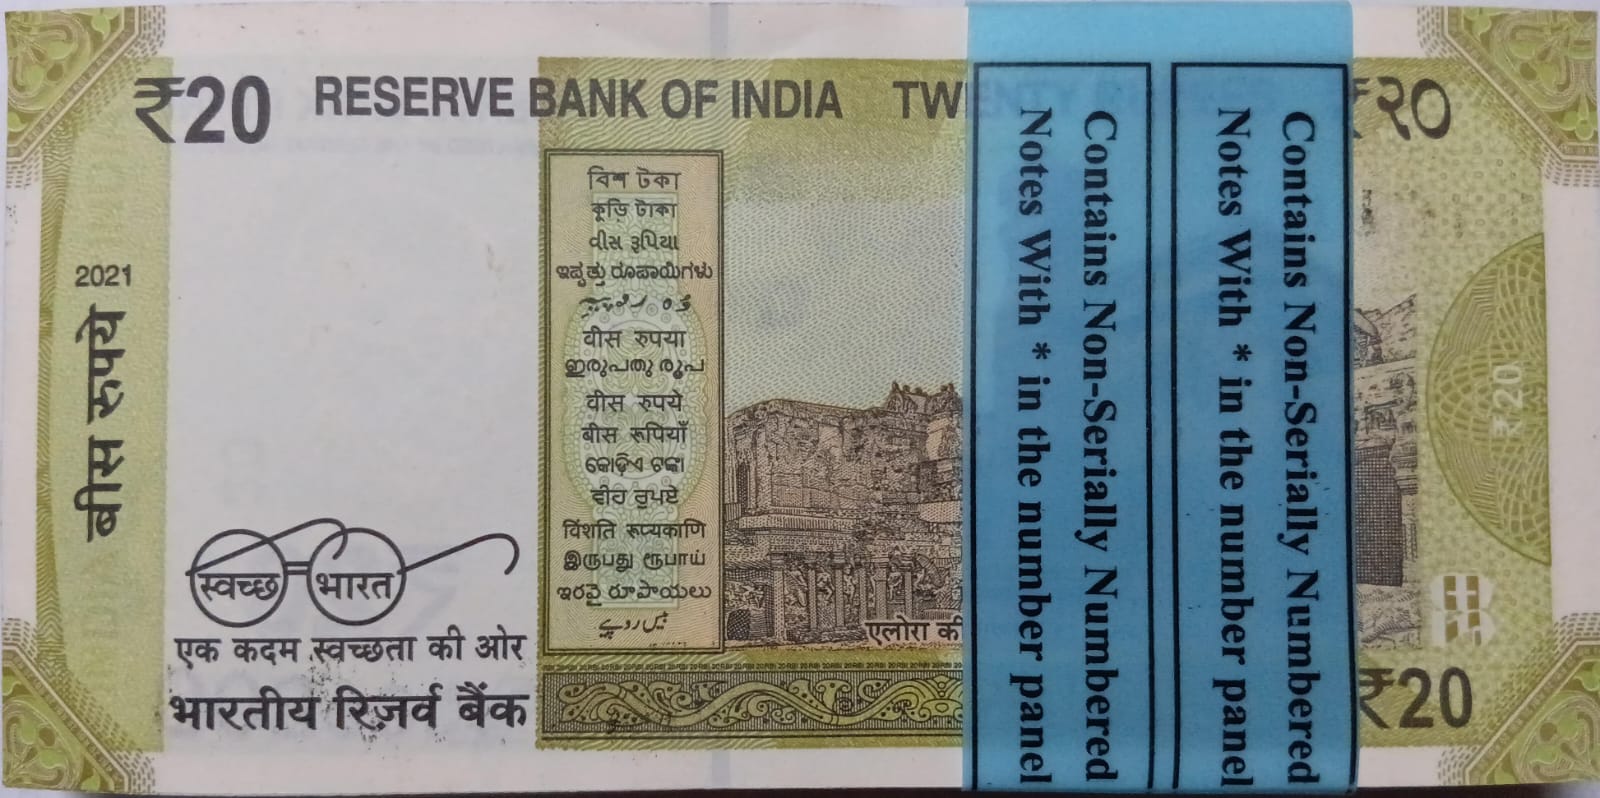 ₹20 RESERVE BANK OF INDIA TWENTY ₹२०
2021
बीस रुपये
বিশ টকা
কুড়ি টাকা
વીસ રૂપિયા
ಇಪ್ಪತ್ತು ರೂಪಾಯಿಗಳು
वीस रुपया
ഇരുപതു രൂപ
वीस रुपये
बीस रूपियाँ
କୋଡ଼ିଏ ଟଙ୍କା
ਵੀਹ ਰੁਪਏ
विंशति रूप्यकाणि
இருபது ரூபாய்
ఇరవై రూపాయలు
بیس روپے
स्वच्छ भारत
एक कदम स्वच्छता की ओर
भारतीय रिज़र्व बैंक
एलोरा की
Contains Non-Serially Numbered
Notes With * in the number panel
Contains Non-Serially Numbered
Notes With * in the number panel
₹20
₹20